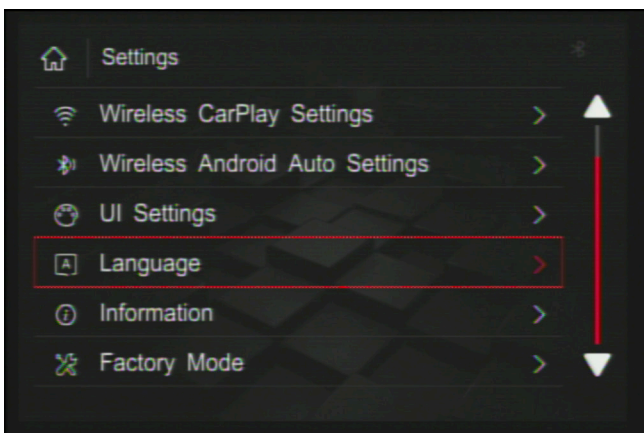 Settings
Wireless CarPlay Settings
Wireless Android Auto Settings
UI Settings
A Language
Information
Factory Mode